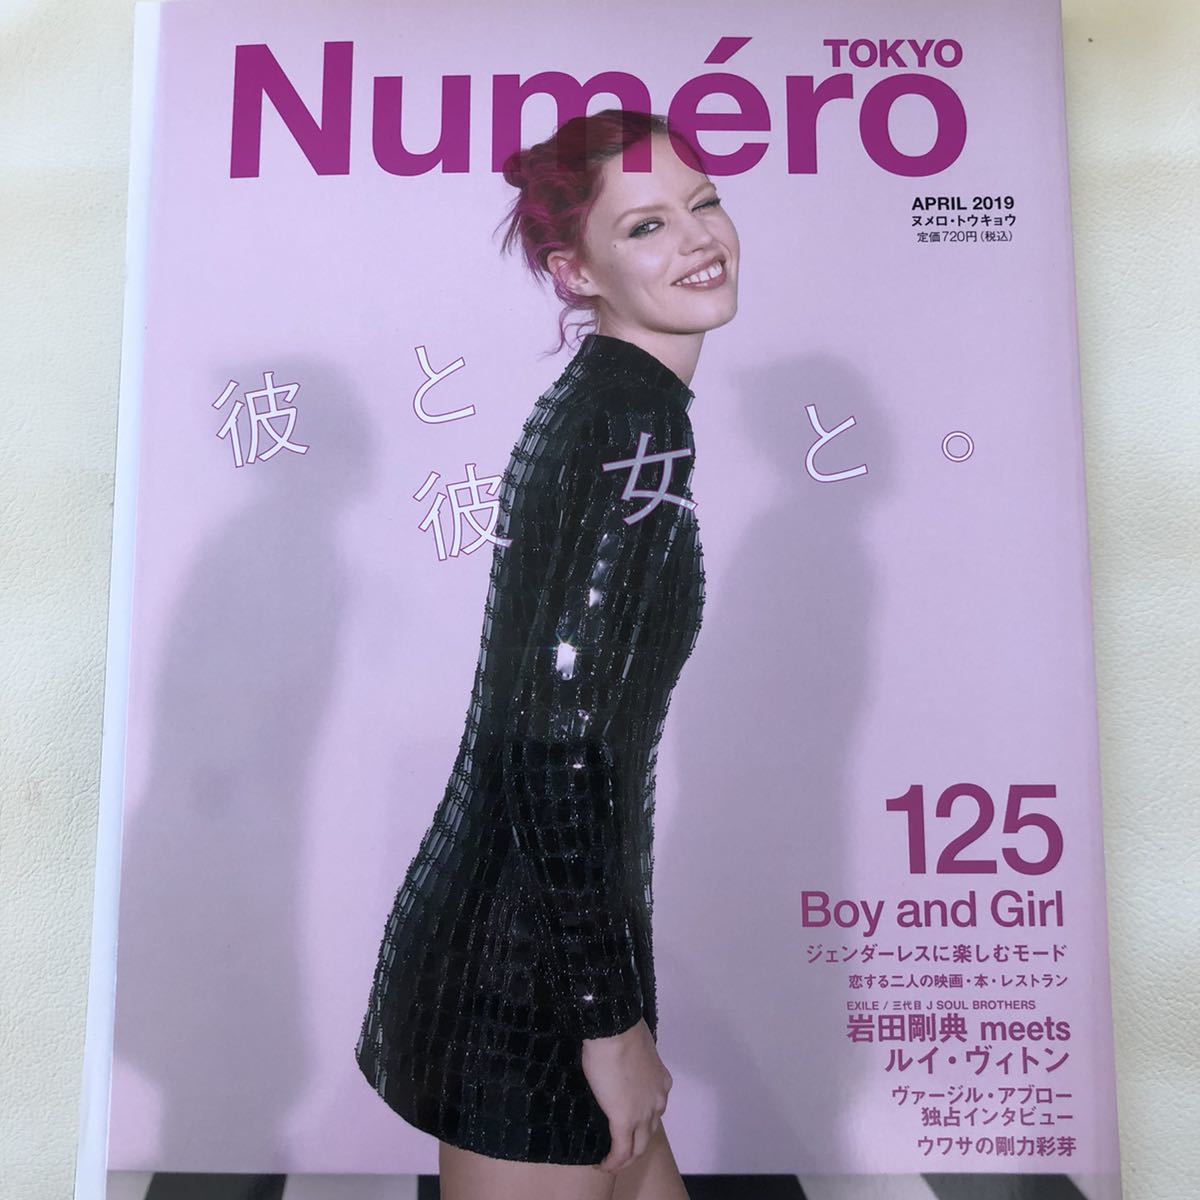 TOKYO
Numéro
APRIL 2019
ヌメロ・トウキョウ
定価720円(税込)
彼と
彼女と。
125
Boy and Girl
ジェンダーレスに楽しむモード
恋する二人の映画・本・レストラン
EXILE / 三代目 J SOUL BROTHERS
岩田剛典 meets
ルイ・ヴィトン
ヴァージル・アブロー
独占インタビュー
ウワサの剛力彩芽